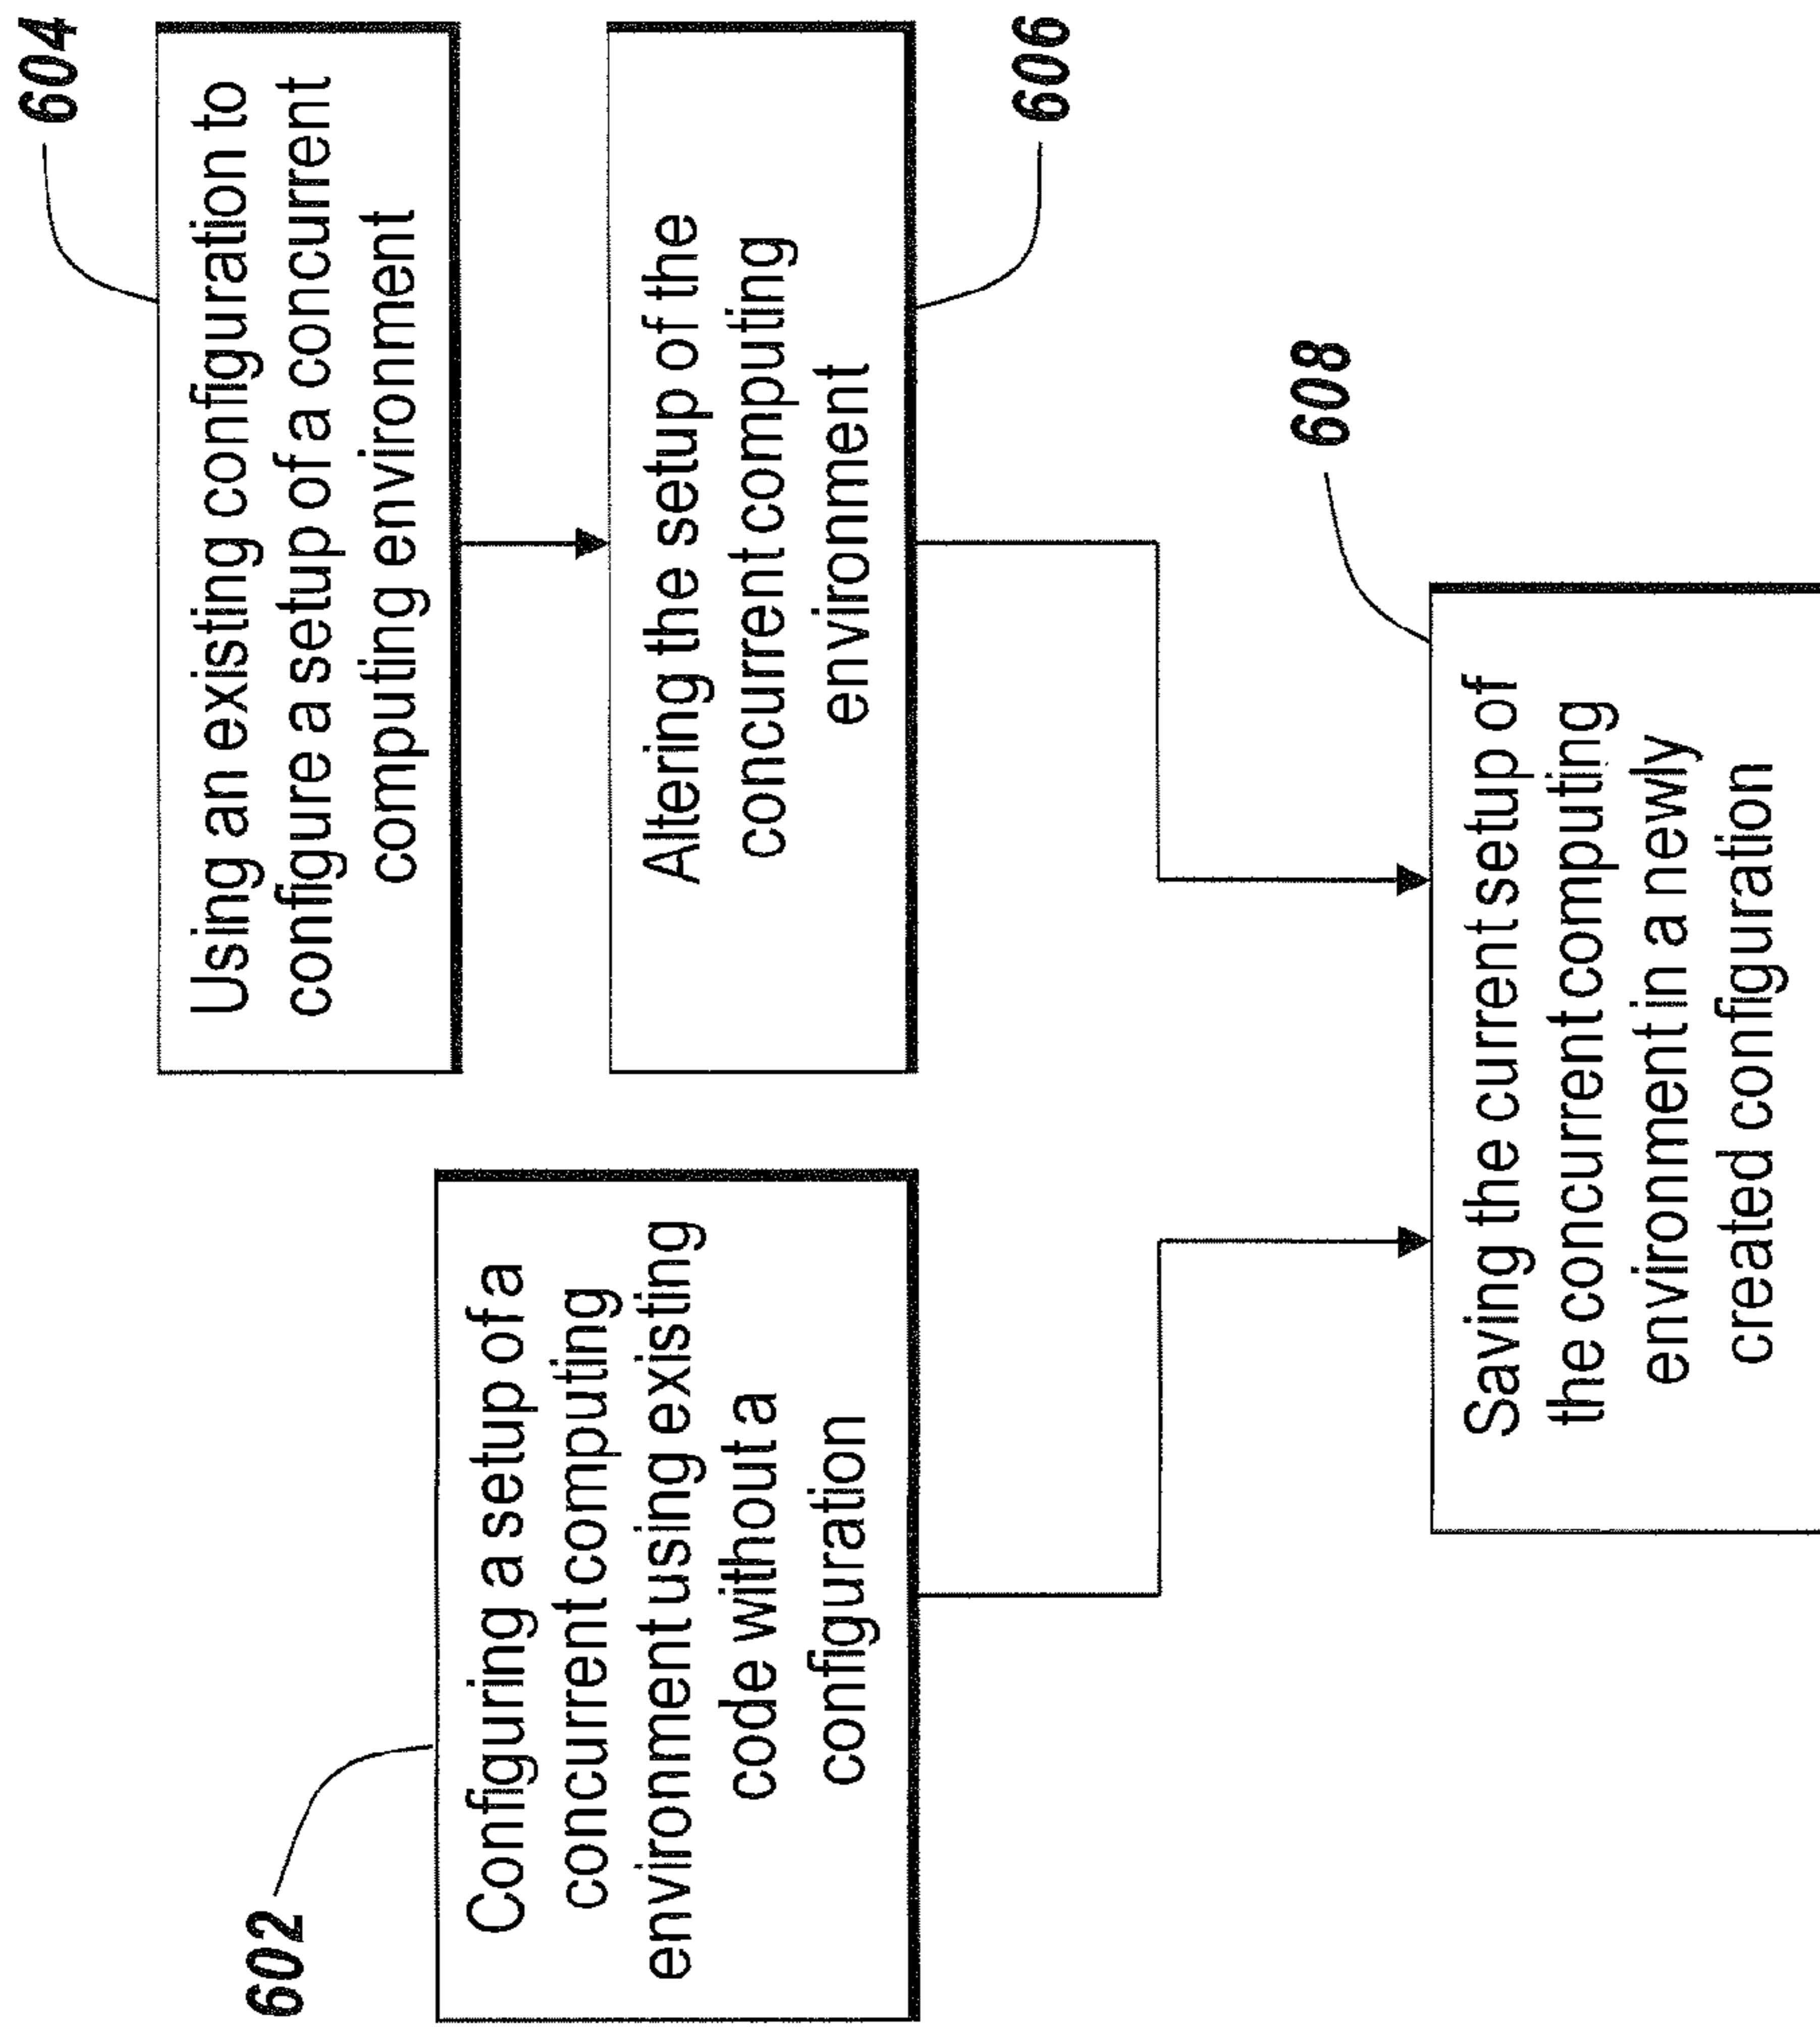 602
Configuring a setup of a
concurrent computing
environment using existing
code without a
configuration
604
Using an existing configuration to
configure a setup of a concurrent
computing environment
Altering the setup of the
concurrent computing
environment
606
608
Saving the current setup of
the concurrent computing
environment in a newly
created configuration